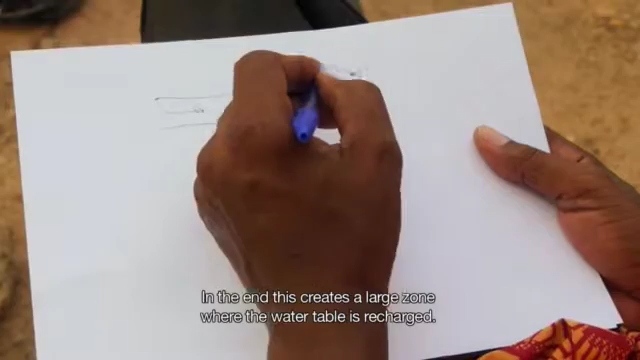 In the end this creates a large zone
where the water table is recharged.